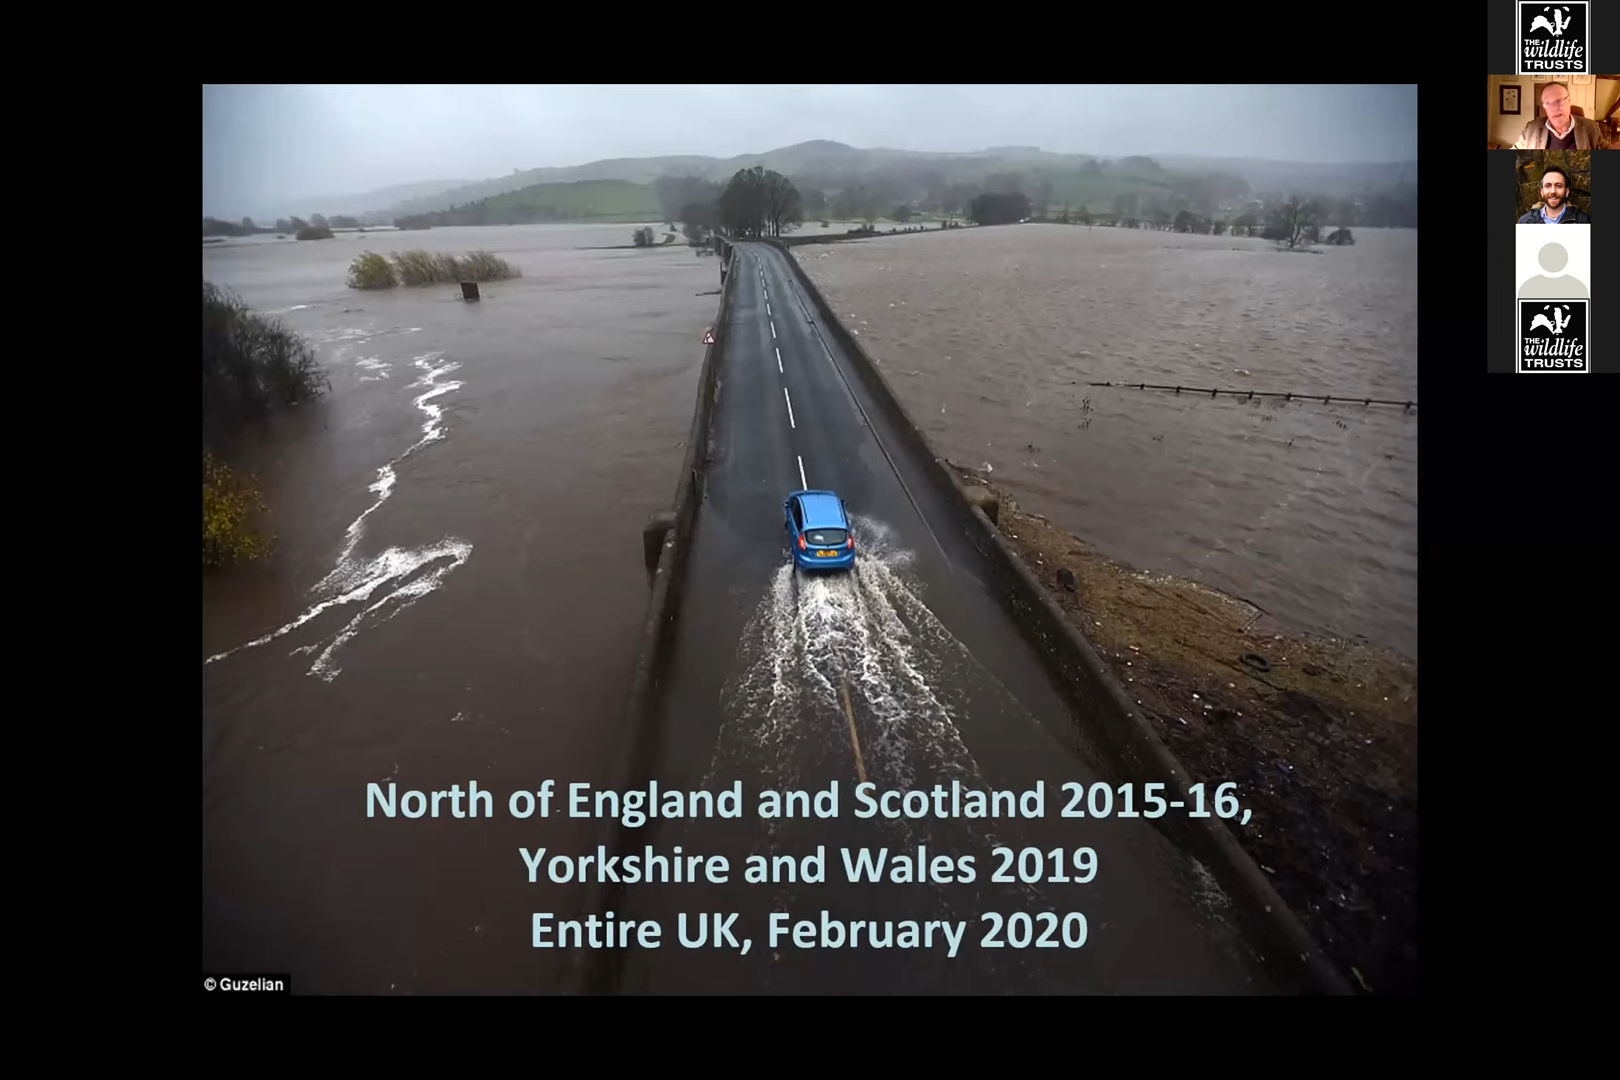 THE
wildlife
TRUSTS
North of England and Scotland 2015-16,
Yorkshire and Wales 2019
Entire UK, February 2020
© Guzelian
THE
wildlife
TRUSTS